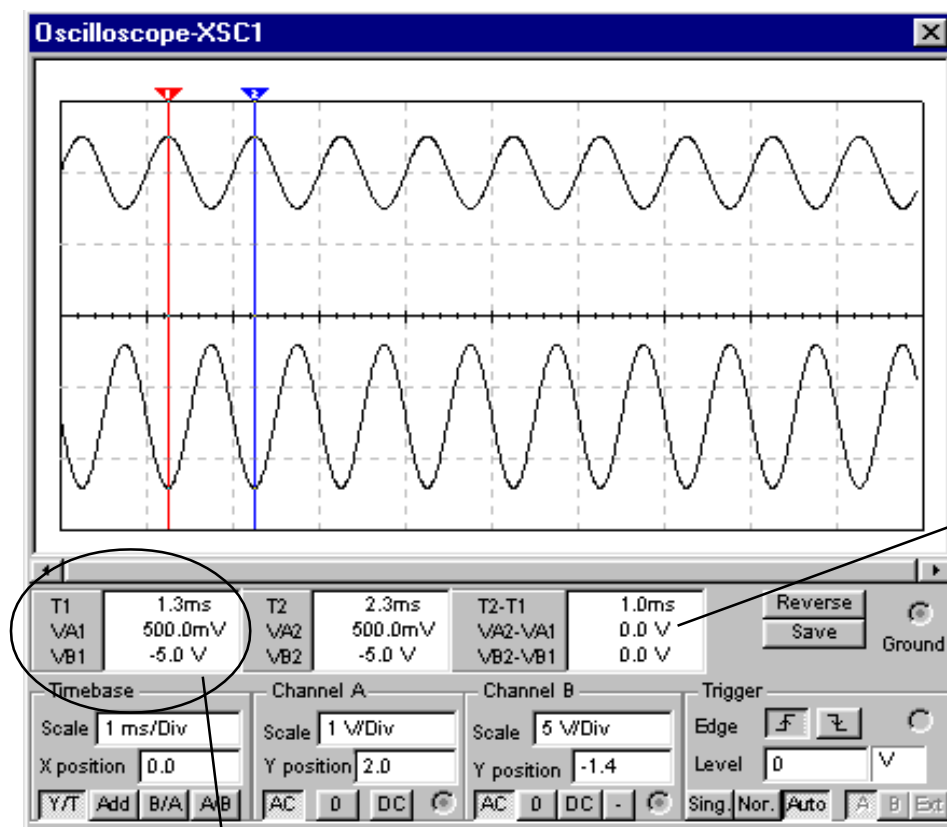 Oscilloscope-XSC1
1 2
T1 1.3ms T2 2.3ms T2-T1 1.0ms Reverse
VA1 500.0mV VA2 500.0mV VA2-VA1 0.0 V Save
VB1 -5.0 V VB2 -5.0 V VB2-VB1 0.0 V Ground
Timebase Channel A Channel B Trigger
Scale 1 ms/Div Scale 1 V/Div Scale 5 V/Div Edge
X position 0.0 Y position 2.0 Y position -1.4 Level 0 V
Y/T Add B/A A/B AC 0 DC AC 0 DC - Sing. Nor. Auto A B Ext